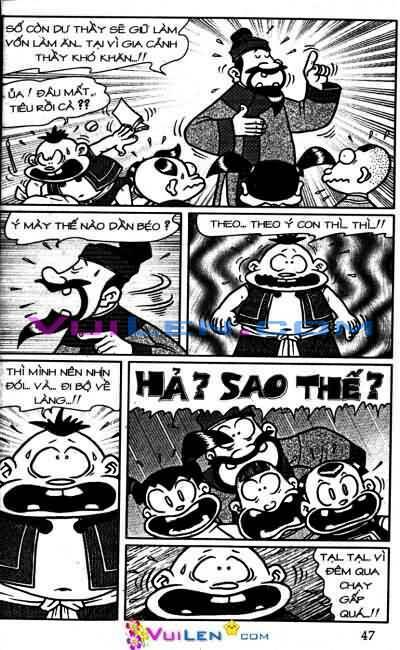 SỐ CÒN DƯ THẦY SẼ GIỮ LÀM
VỐN LÀM ĂN... TẠI VÌ GIA CẢNH
THẦY KHÓ KHĂN...!!
ỦA ! ĐÂU MẤT...
TIÊU RỒI CÀ ??
Ý MÀY THẾ NÀO DẦN BÉO ?
THEO... THEO Ý CON THÌ... THÌ...!!
VUILEN.COM
THÌ MÌNH NÊN NHỊN
ĐÓI... VÀ... ĐI BỘ VỀ
LÀNG...!!
HẢ? SAO THẾ?
TẠI... TẠI... VÌ
ĐÊM QUA
CHẠY
GẤP
QUÁ...!!
47
VUILEN.COM